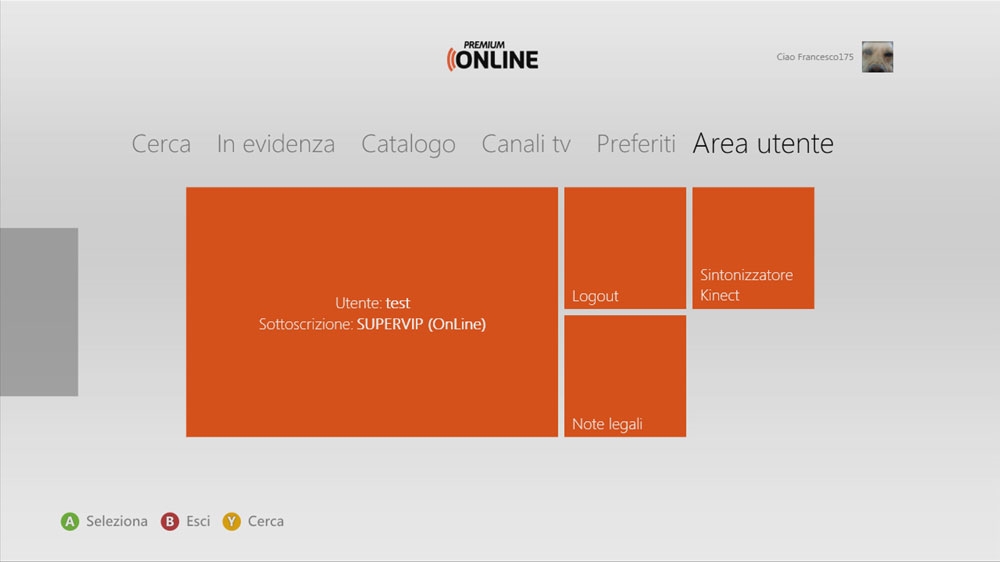 PREMIUM
ONLINE
Ciao Francesco175
Cerca In evidenza Catalogo Canali tv Preferiti Area utente
Utente: test
Sottoscrizione: SUPERVIP (OnLine)
Logout
Sintonizzatore
Kinect
Note legali
A Seleziona B Esci Y Cerca